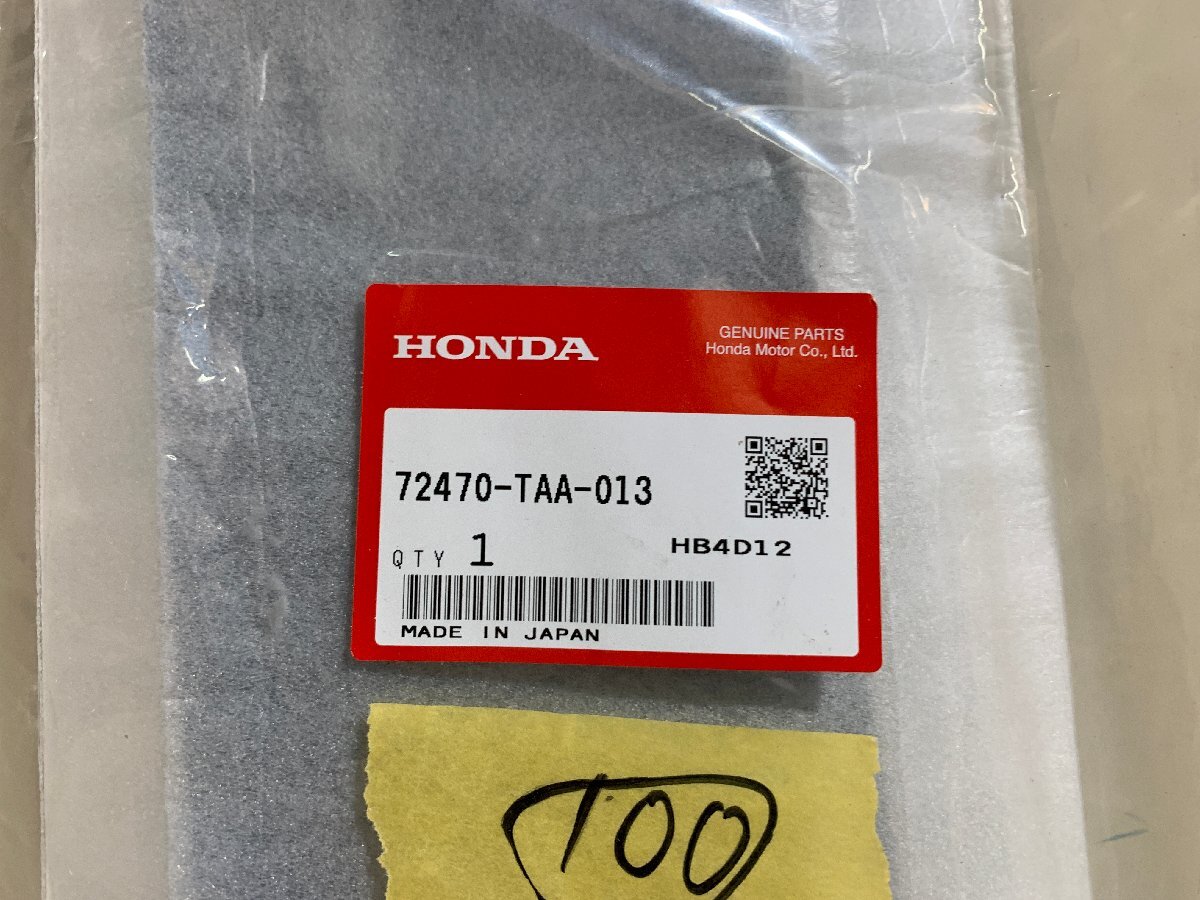 HONDA
GENUINE PARTS
Honda Motor Co., Ltd.
72470-TAA-013
QTY 1
HB4D12
MADE IN JAPAN
100